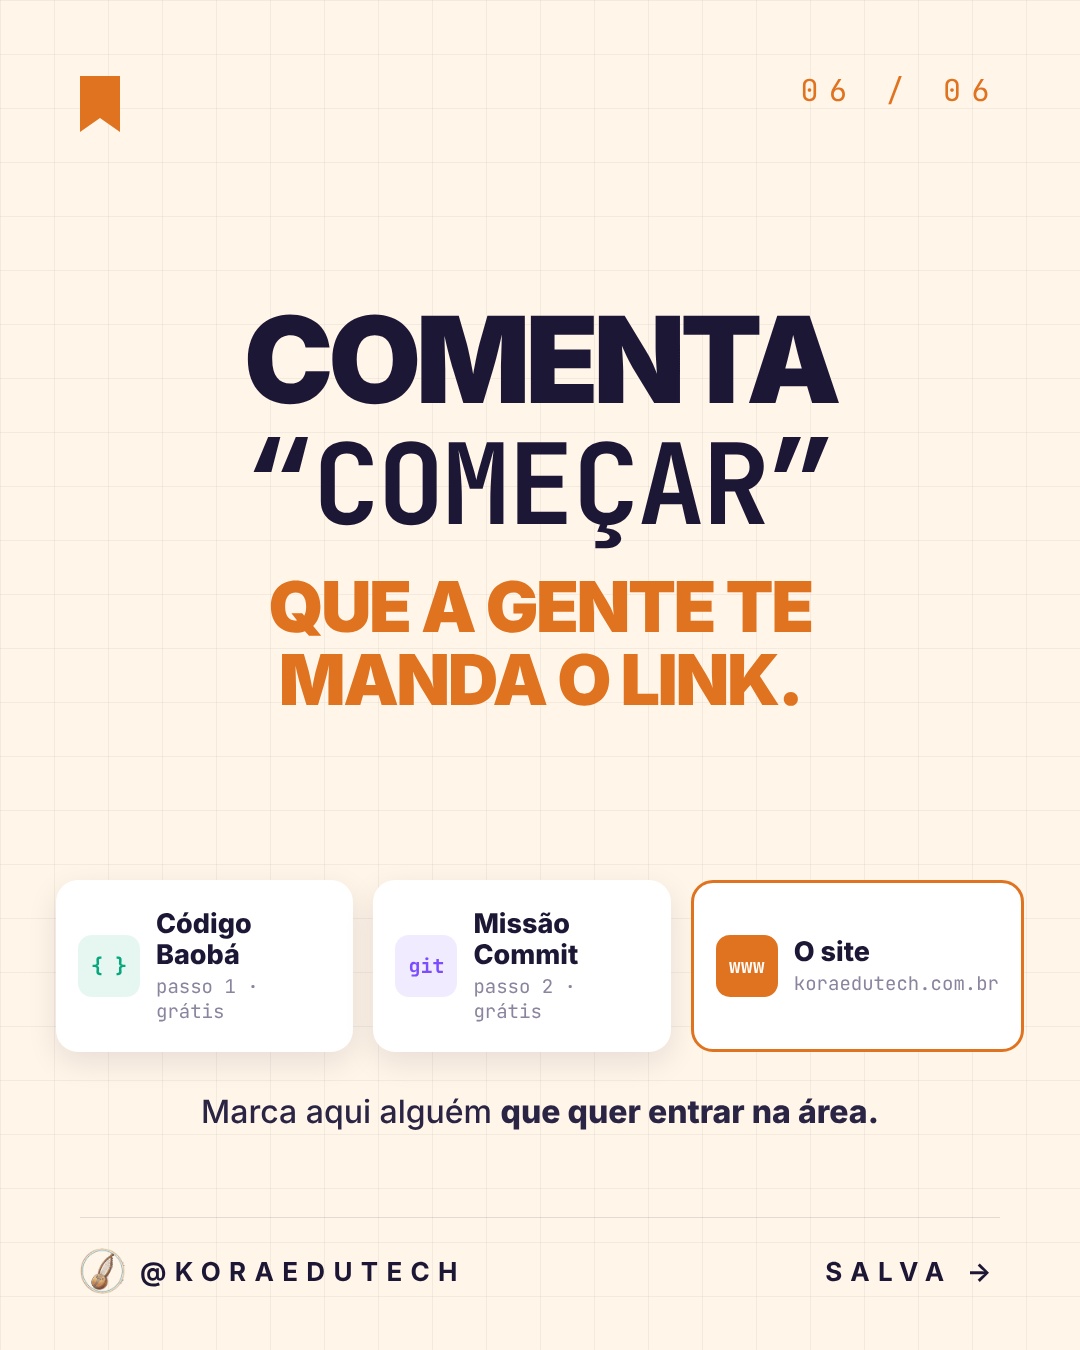 06 / 06
COMENTA
“COMEÇAR”
QUE A GENTE TE
MANDA O LINK.
{ }
Código
Baobá
passo 1 ·
grátis
git
Missão
Commit
passo 2 ·
grátis
www
O site
koraedutech.com.br
Marca aqui alguém que quer entrar na área.
@KORAEDUTECH
SALVA →